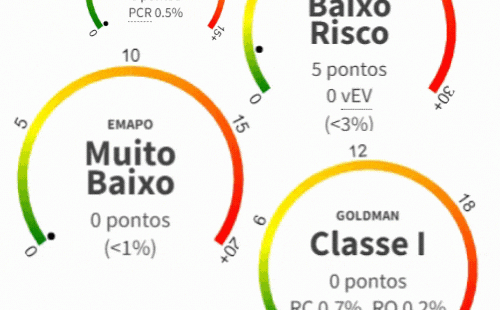 PCR 0.5%
0
15+
Baixo
Risco
5 pontos
0 vEV
(<3%)
0
30+
10
5
15
EMAPO
Muito
Baixo
0 pontos
(<1%)
0
20+
12
6
18
GOLDMAN
Classe I
0 pontos
RC 0.7% RO 0.2%